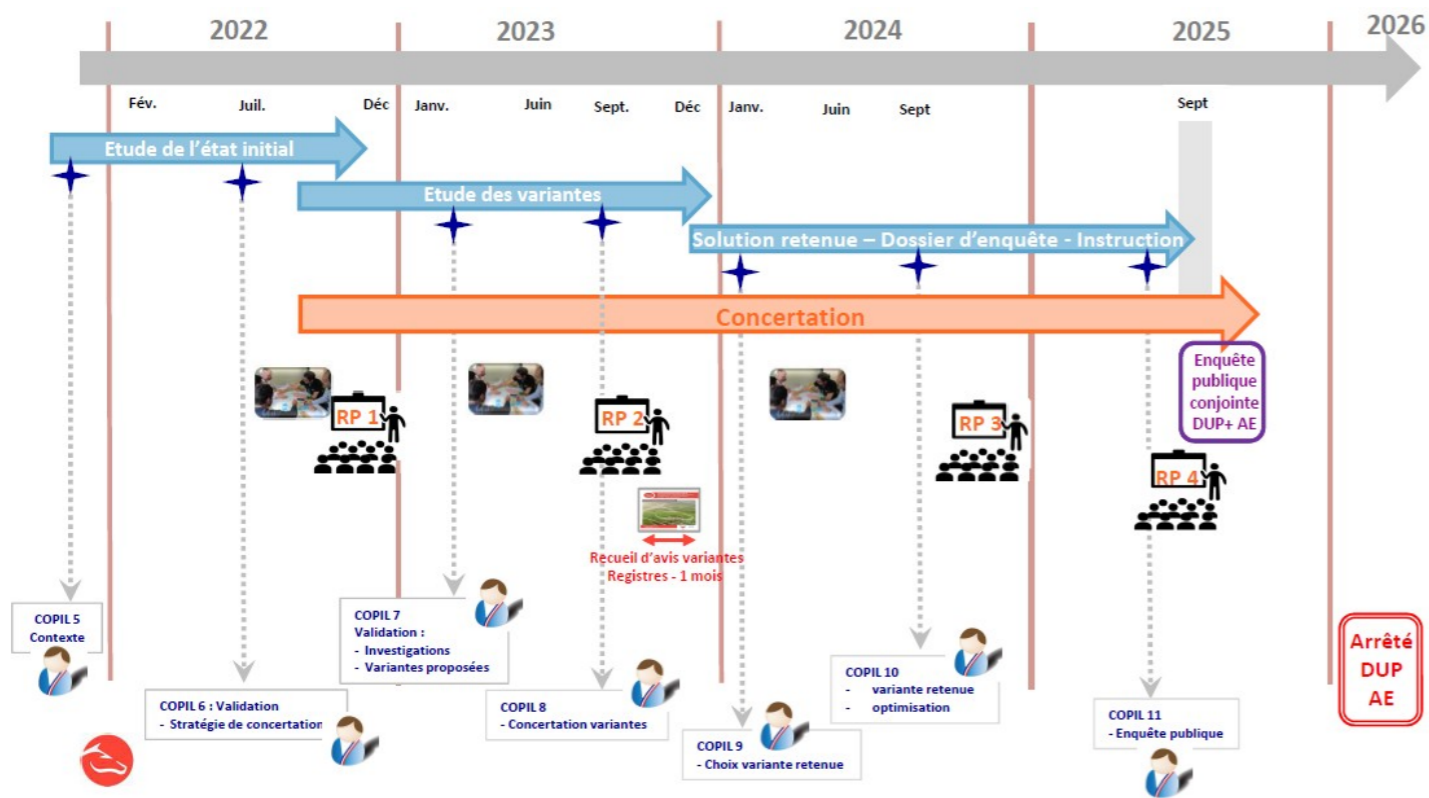 2022
2023
2024
2025
2026
Fév.
Juil.
Déc
Janv.
Juin
Sept.
Déc
Janv.
Juin
Sept
Sept
Etude de l’état initial
Etude des variantes
Solution retenue – Dossier d’enquête - Instruction
Concertation
Enquête
publique
conjointe
DUP+ AE
RP 1
RP 2
RP 3
RP 4
Recueil d’avis variantes
Registres - 1 mois
COPIL 5
Contexte
COPIL 6 : Validation
- Stratégie de concertation
COPIL 7
Validation :
- Investigations
- Variantes proposées
COPIL 8
- Concertation variantes
COPIL 9
- Choix variante retenue
COPIL 10
- variante retenue
- optimisation
COPIL 11
- Enquête publique
Arrêté
DUP
AE